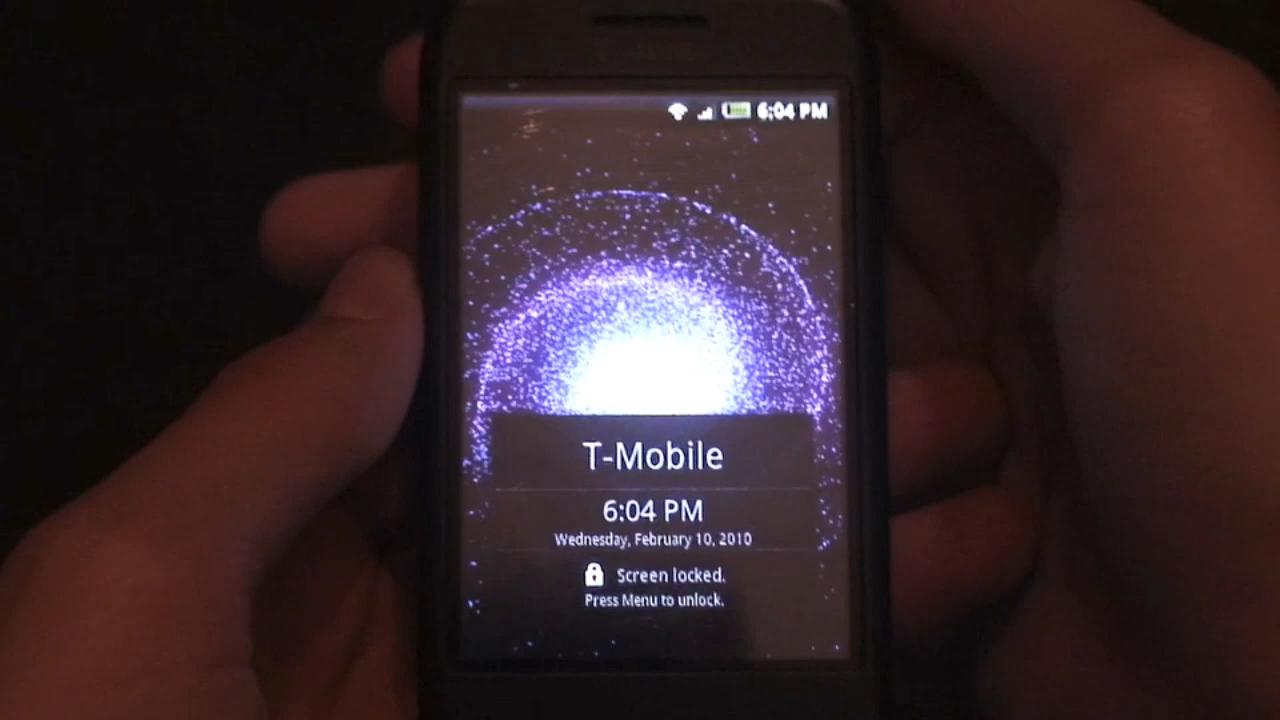 6:04 PM
T-Mobile
6:04 PM
Wednesday, February 10, 2010
Screen locked.
Press Menu to unlock.